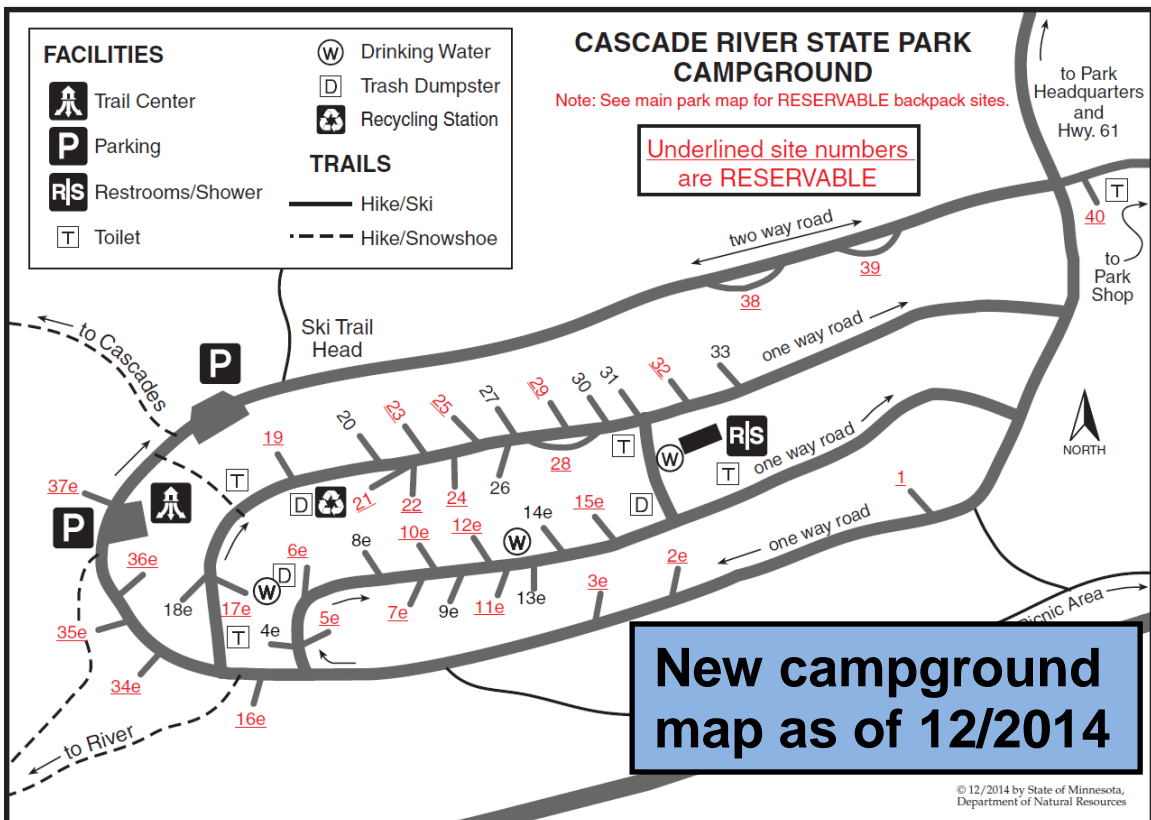 FACILITIES
Trail Center
P Parking
R|S Restrooms/Shower
T Toilet
W Drinking Water
D Trash Dumpster
Recycling Station
TRAILS
Hike/Ski
Hike/Snowshoe
CASCADE RIVER STATE PARK
CAMPGROUND
Note: See main park map for RESERVABLE backpack sites.
Underlined site numbers
are RESERVABLE
to Park
Headquarters
and
Hwy. 61
T
40
to
Park
Shop
two way road
39
38
Ski Trail
Head
to Cascades
P
one way road
33
32
31
30
29
27
25
23
20
19
28
26
24
22
21
T
D
T
W
R|S
T
D
one way road
NORTH
1
one way road
37e
P
36e
35e
34e
18e
17e
W
D
T
6e
8e
10e
12e
W
14e
15e
4e
5e
7e
9e
11e
13e
3e
2e
16e
to River
Picnic Area
New campground
map as of 12/2014
© 12/2014 by State of Minnesota,
Department of Natural Resources